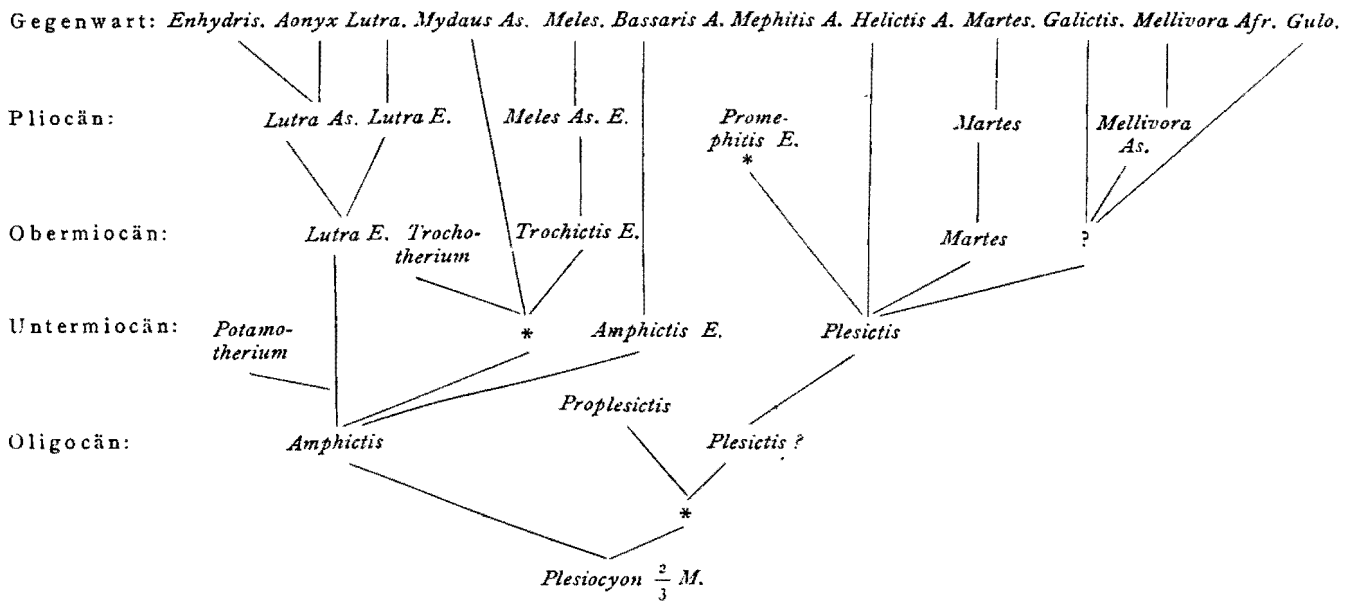 Gegenwart: Enhydris. Aonyx Lutra. Mydaus As. Meles. Bassaris A. Mephitis A. Helictis A. Martes. Galictis. Mellivora Afr. Gulo.
Pliocän: Lutra As. Lutra E. Meles As. E. Prome- Martes Mellivora
phitis E. As.
*
Obermiocän: Lutra E. Trocho- Trochictis E. Martes ?
therium
Untermiocän: Potamo- * Amphictis E. Plesictis
therium
Proplesictis
Oligocän: Amphictis Plesictis ?
*
Plesiocyon 2/3 M.